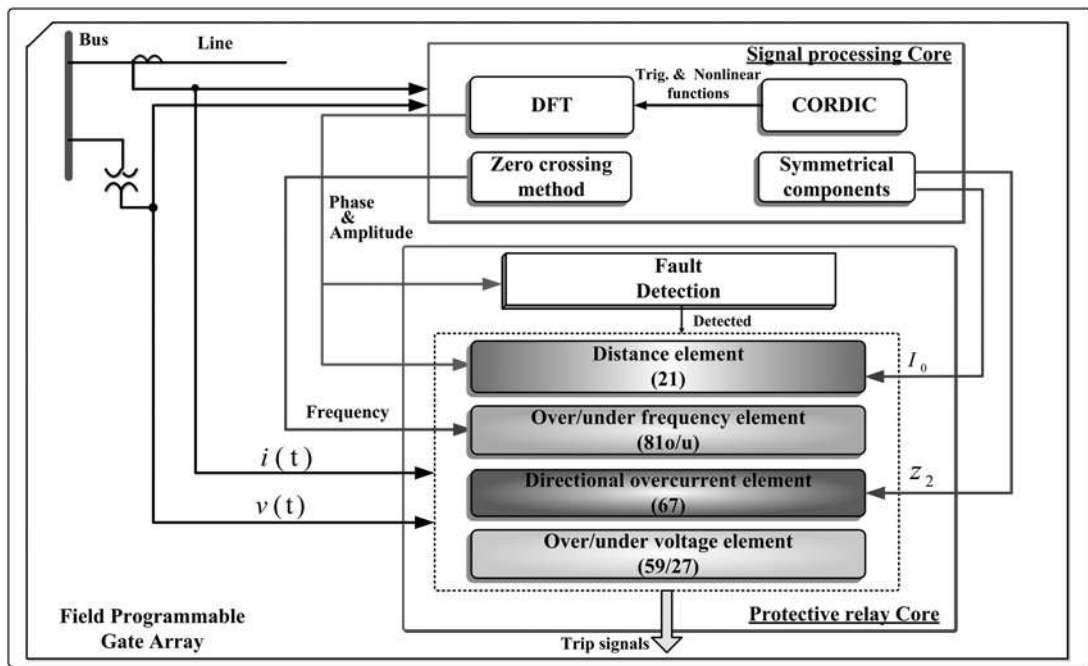 Bus
Line
Signal processing Core
Trig. & Nonlinear
functions
DFT
CORDIC
Zero crossing
method
Symmetrical
components
Phase
&
Amplitude
Fault
Detection
Detected
Distance element
(21)
I0
Frequency
Over/under frequency element
(81o/u)
i(t)
Directional overcurrent element
(67)
Z2
v(t)
Over/under voltage element
(59/27)
Field Programmable
Gate Array
Protective relay Core
Trip signals